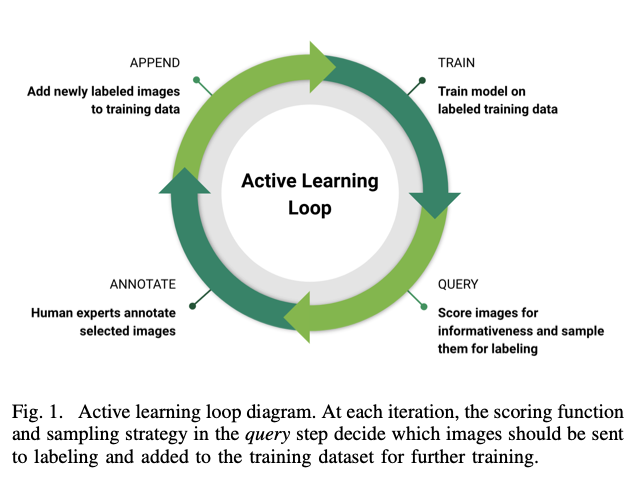 APPEND
Add newly labeled images
to training data
TRAIN
Train model on
labeled training data
Active Learning
Loop
ANNOTATE
Human experts annotate
selected images
QUERY
Score images for
informativeness and sample
them for labeling
Fig. 1. Active learning loop diagram. At each iteration, the scoring function
and sampling strategy in the query step decide which images should be sent
to labeling and added to the training dataset for further training.